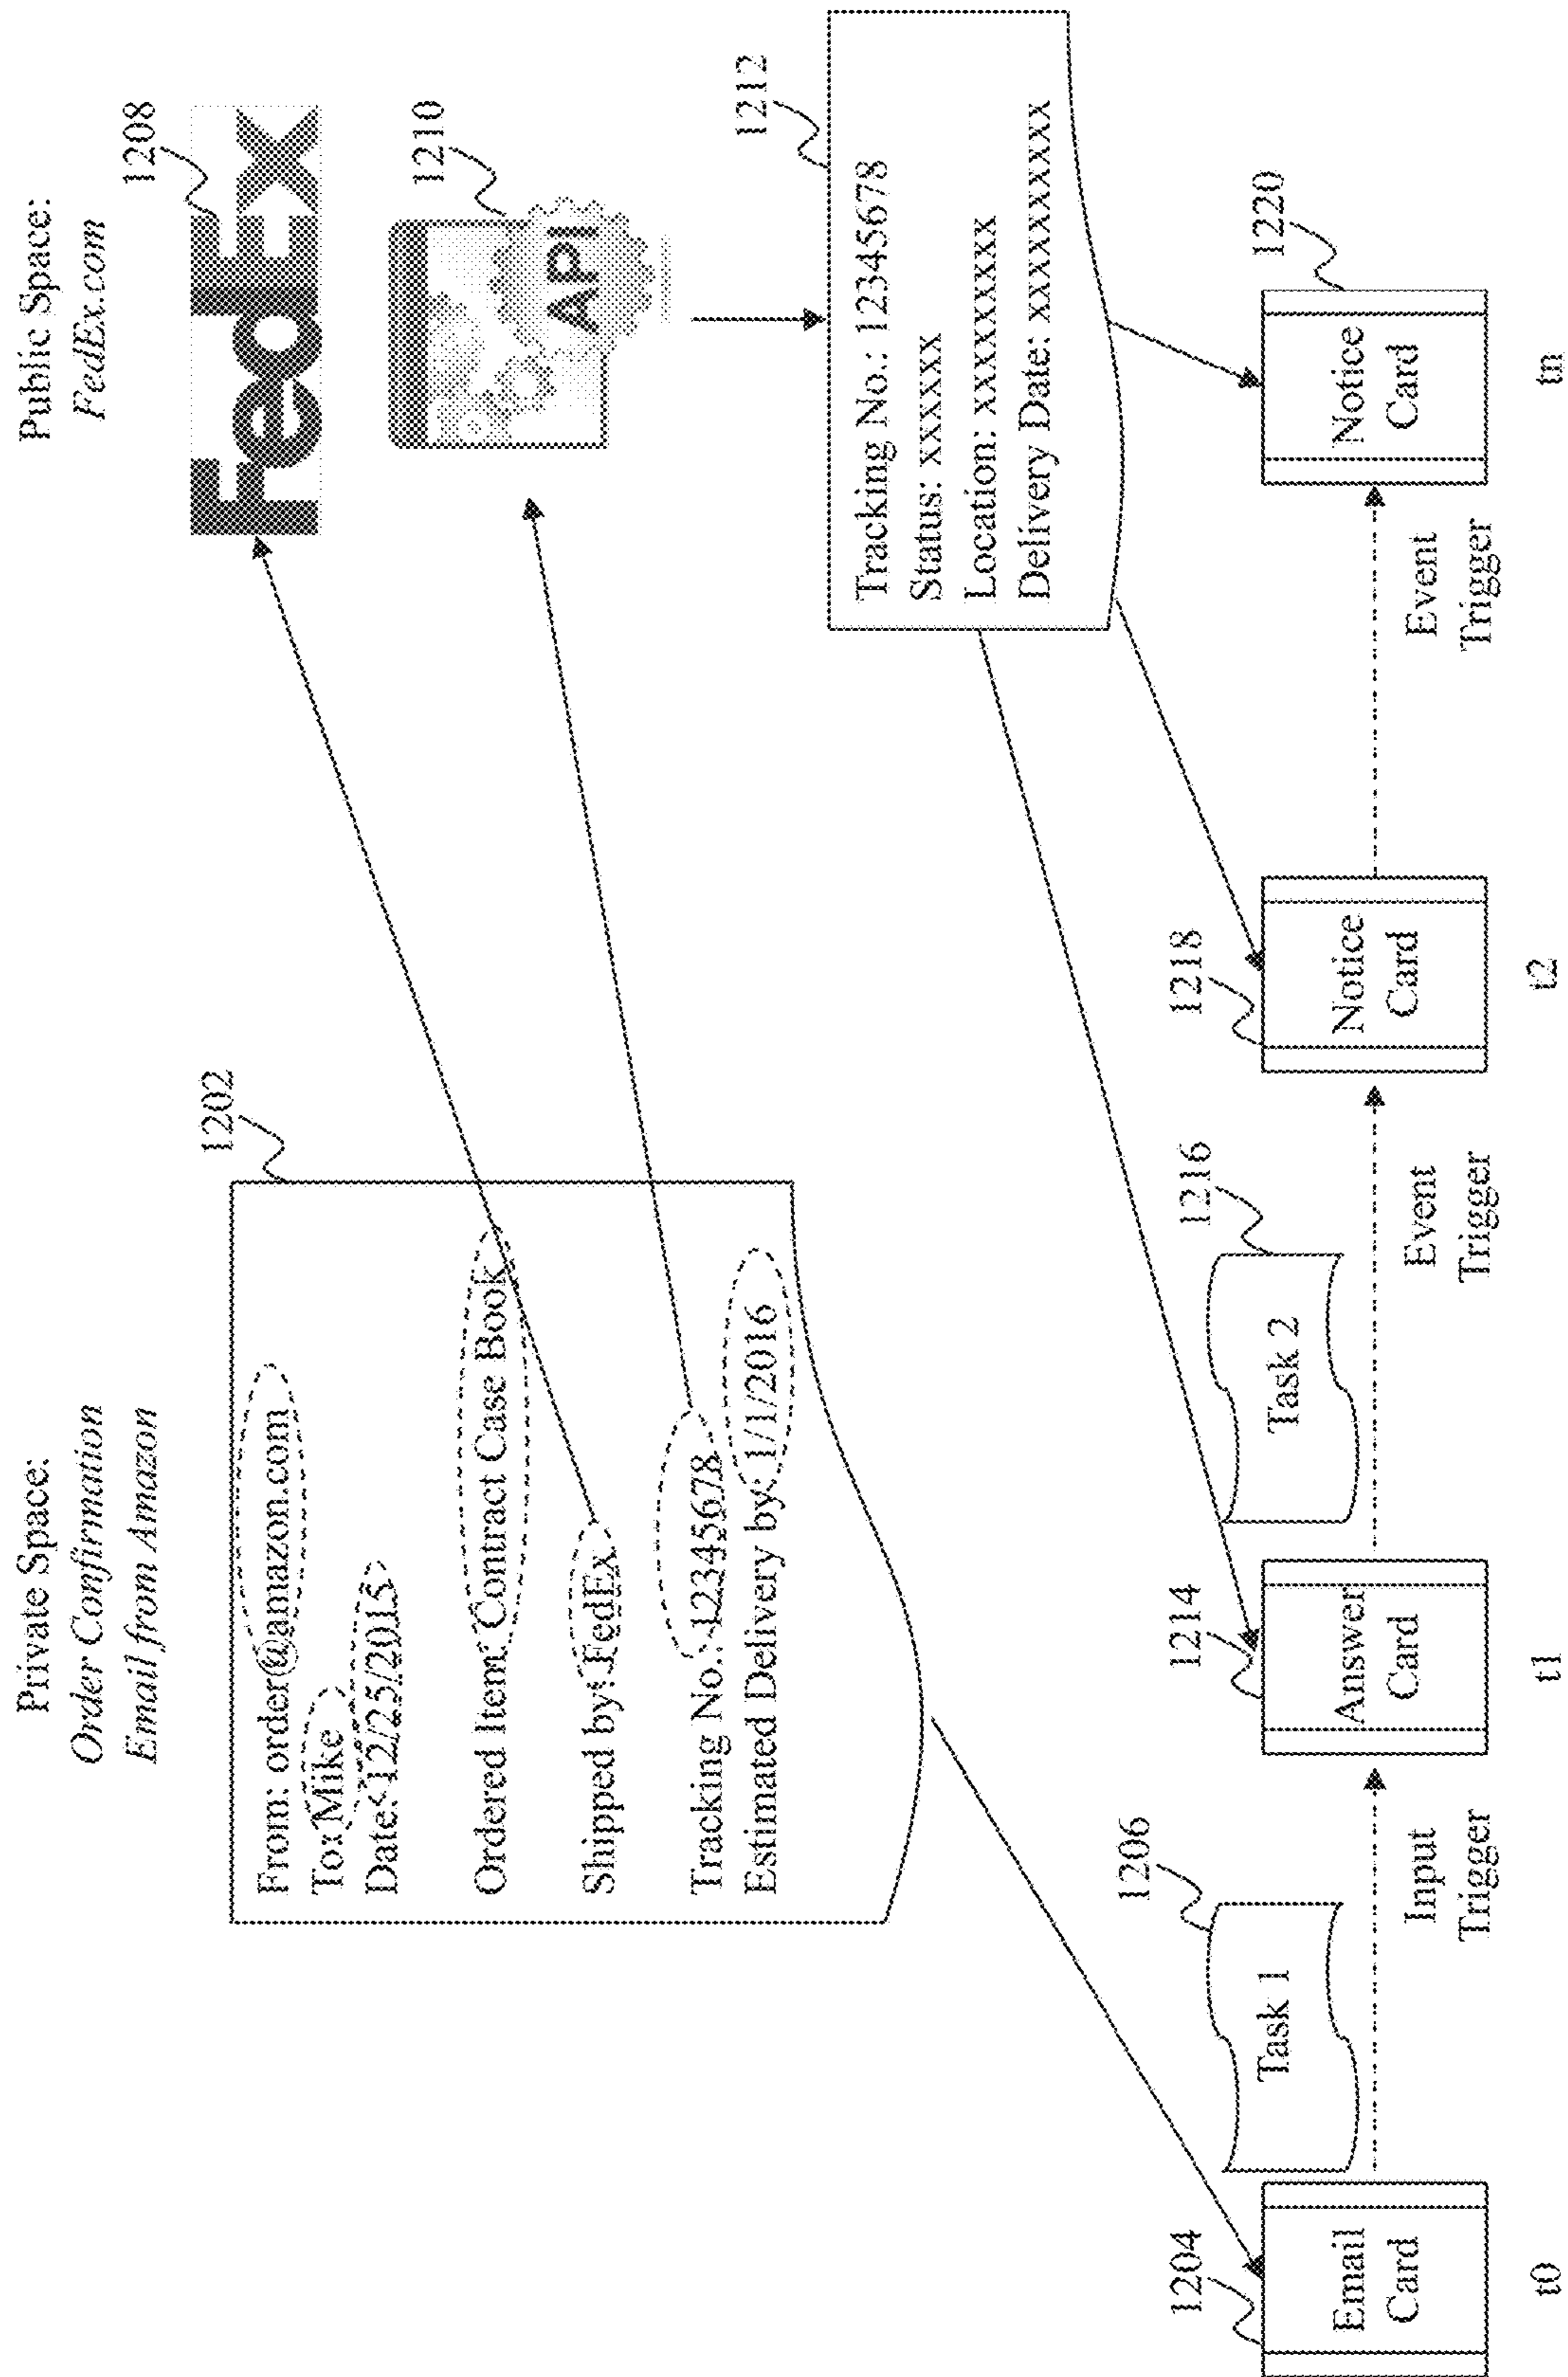 Private Space:
Order Confirmation
Email from Amazon
Public Space:
FedEx.com
1202
From: order@amazon.com
To: Mike
Date: 12/25/2015
Ordered Item: Contract Case Book
Shipped by: FedEx
Tracking No.: 12345678
Estimated Delivery by: 1/1/2016
1208
FedEx
1210
API
1212
Tracking No.: 12345678
Status: xxxxxx
Location: xxxxxxxxx
Delivery Date: xxxxxxxxxx
1204
Email
Card
t0
1206
Task 1
Input
Trigger
1214
Answer
Card
t1
1216
Task 2
Event
Trigger
1218
Notice
Card
t2
Event
Trigger
1220
Notice
Card
tn